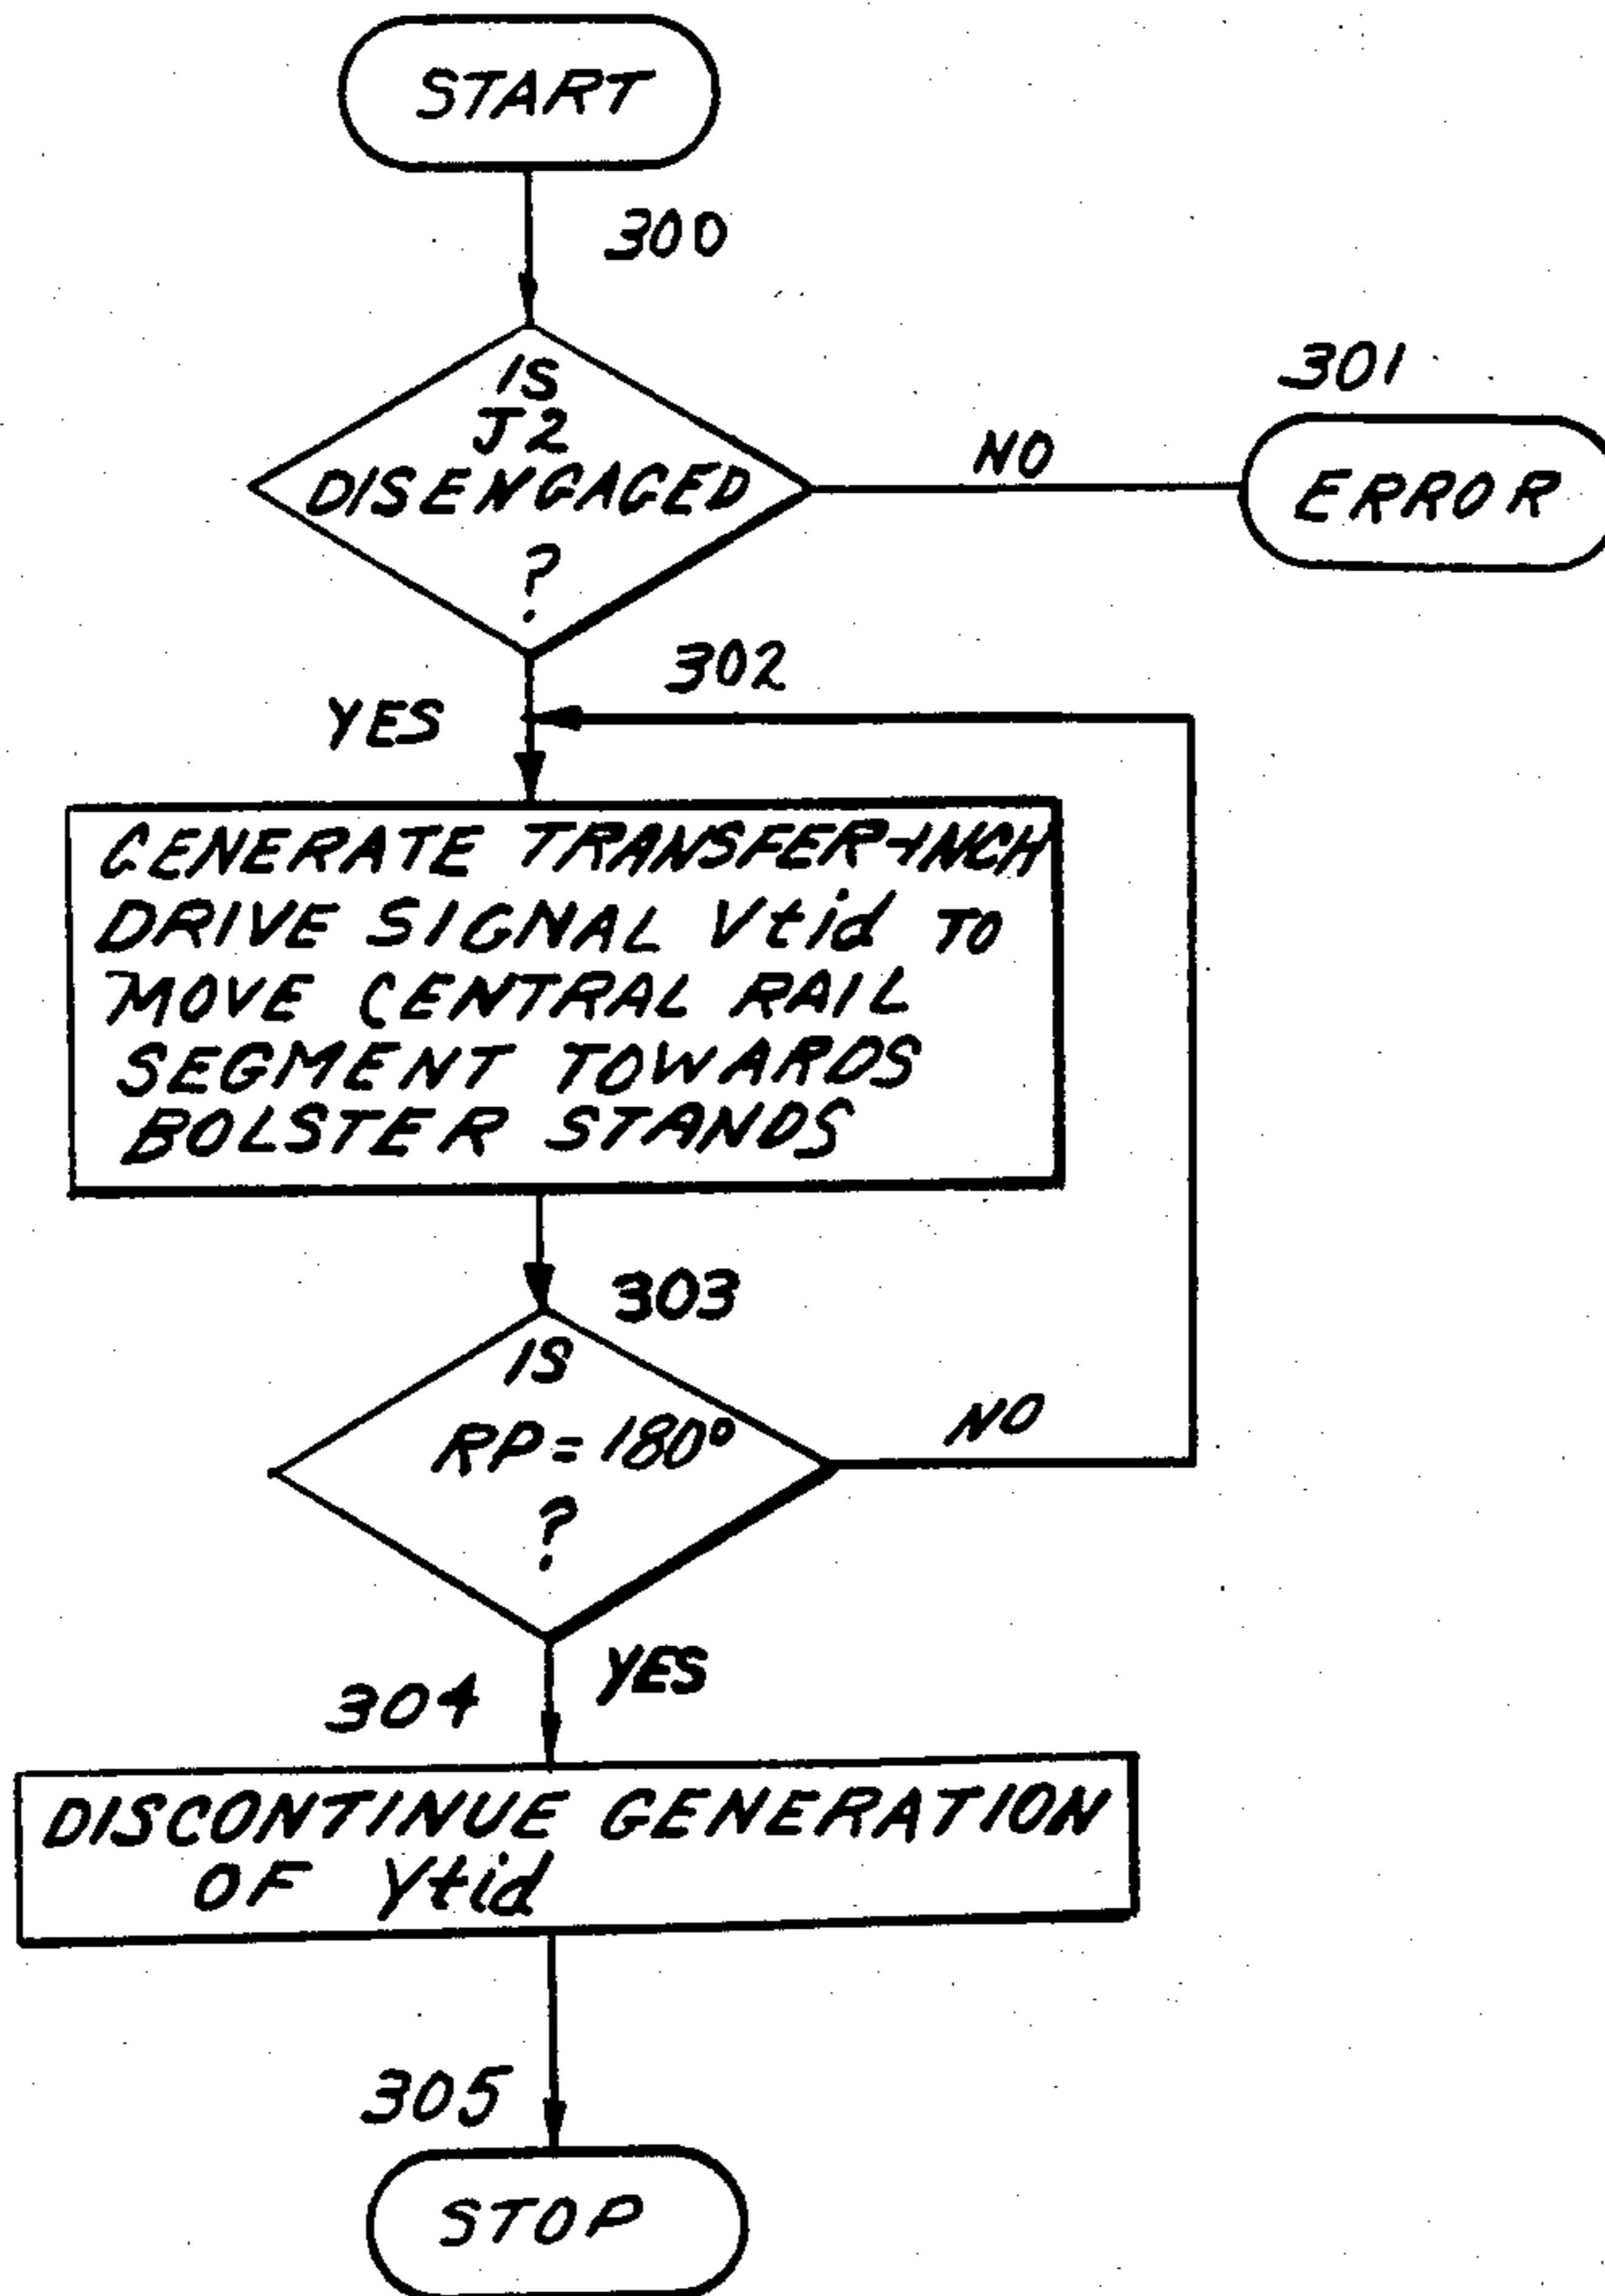 START
300
IS
J2
DISENGAGED
?
NO
301
ERROR
YES
302
GENERATE TRANSFER-INCH
DRIVE SIGNAL Vtid TO
MOVE CENTRAL RAIL
SEGMENT TOWARDS
BOLSTER STANDS
303
IS
RP=180°
?
NO
YES
304
DISCONTINUE GENERATION
OF Vtid
305
STOP